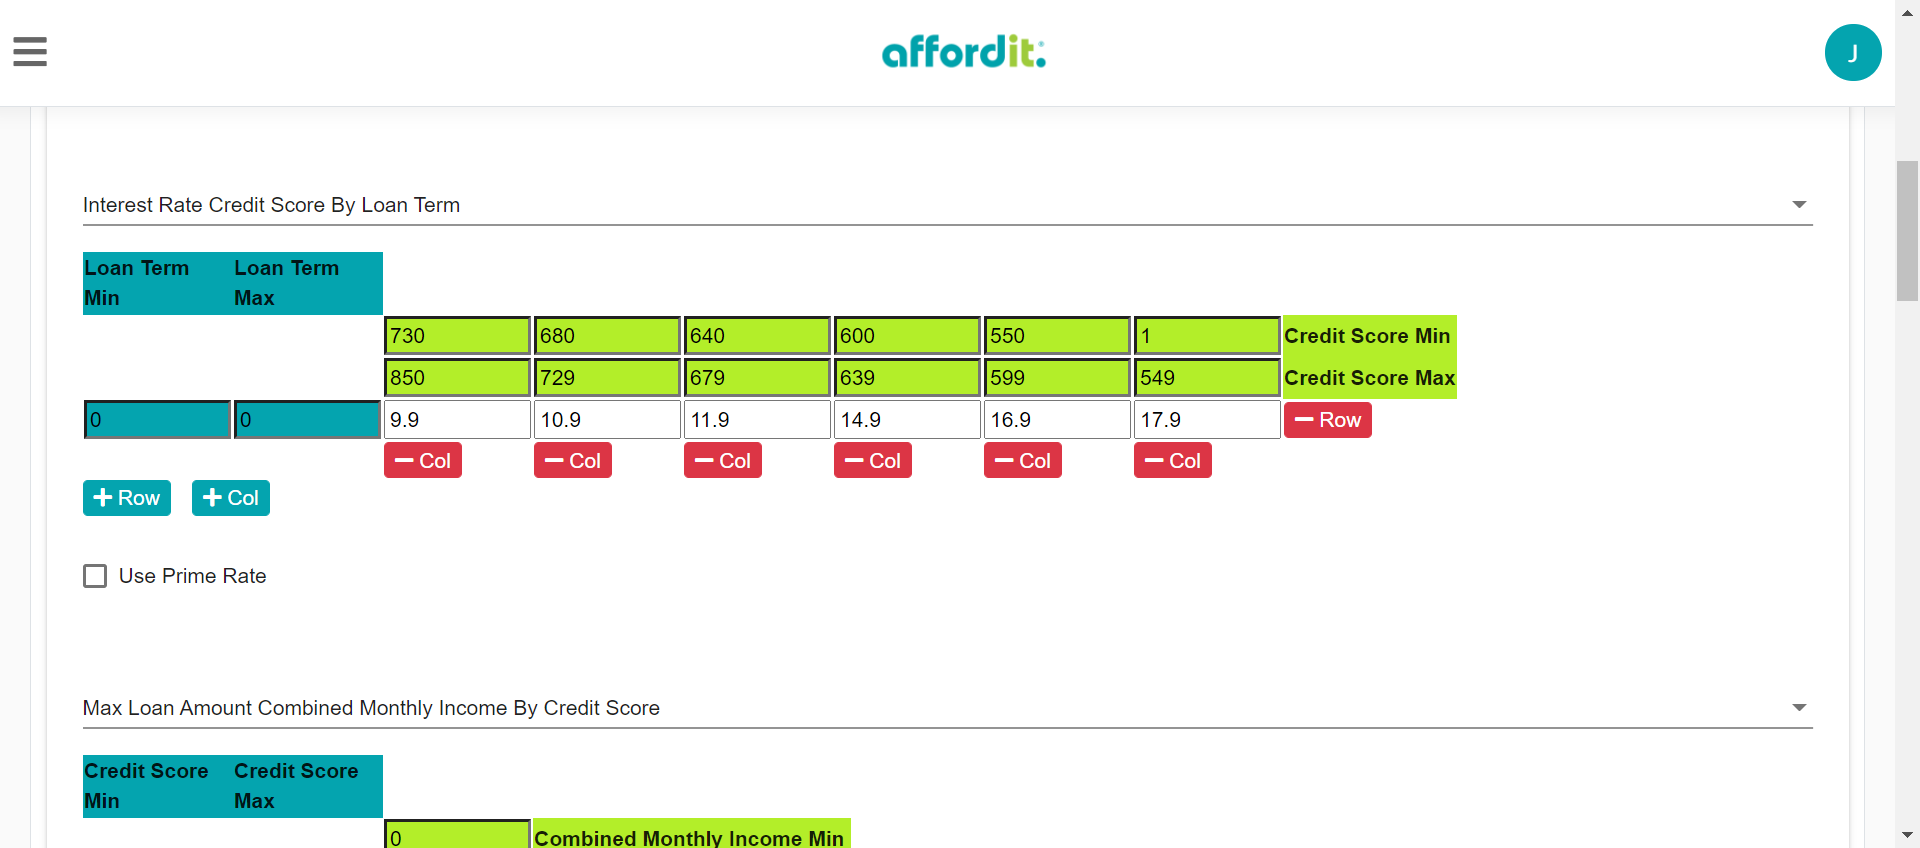 affordit:
J
Interest Rate Credit Score By Loan Term
Loan Term Min
Loan Term Max
730 680 640 600 550 1 Credit Score Min
850 729 679 639 599 549 Credit Score Max
0 0 9.9 10.9 11.9 14.9 16.9 17.9 Row
Col Col Col Col Col Col
Row Col
Use Prime Rate
Max Loan Amount Combined Monthly Income By Credit Score
Credit Score Min
Credit Score Max
0 Combined Monthly Income Min